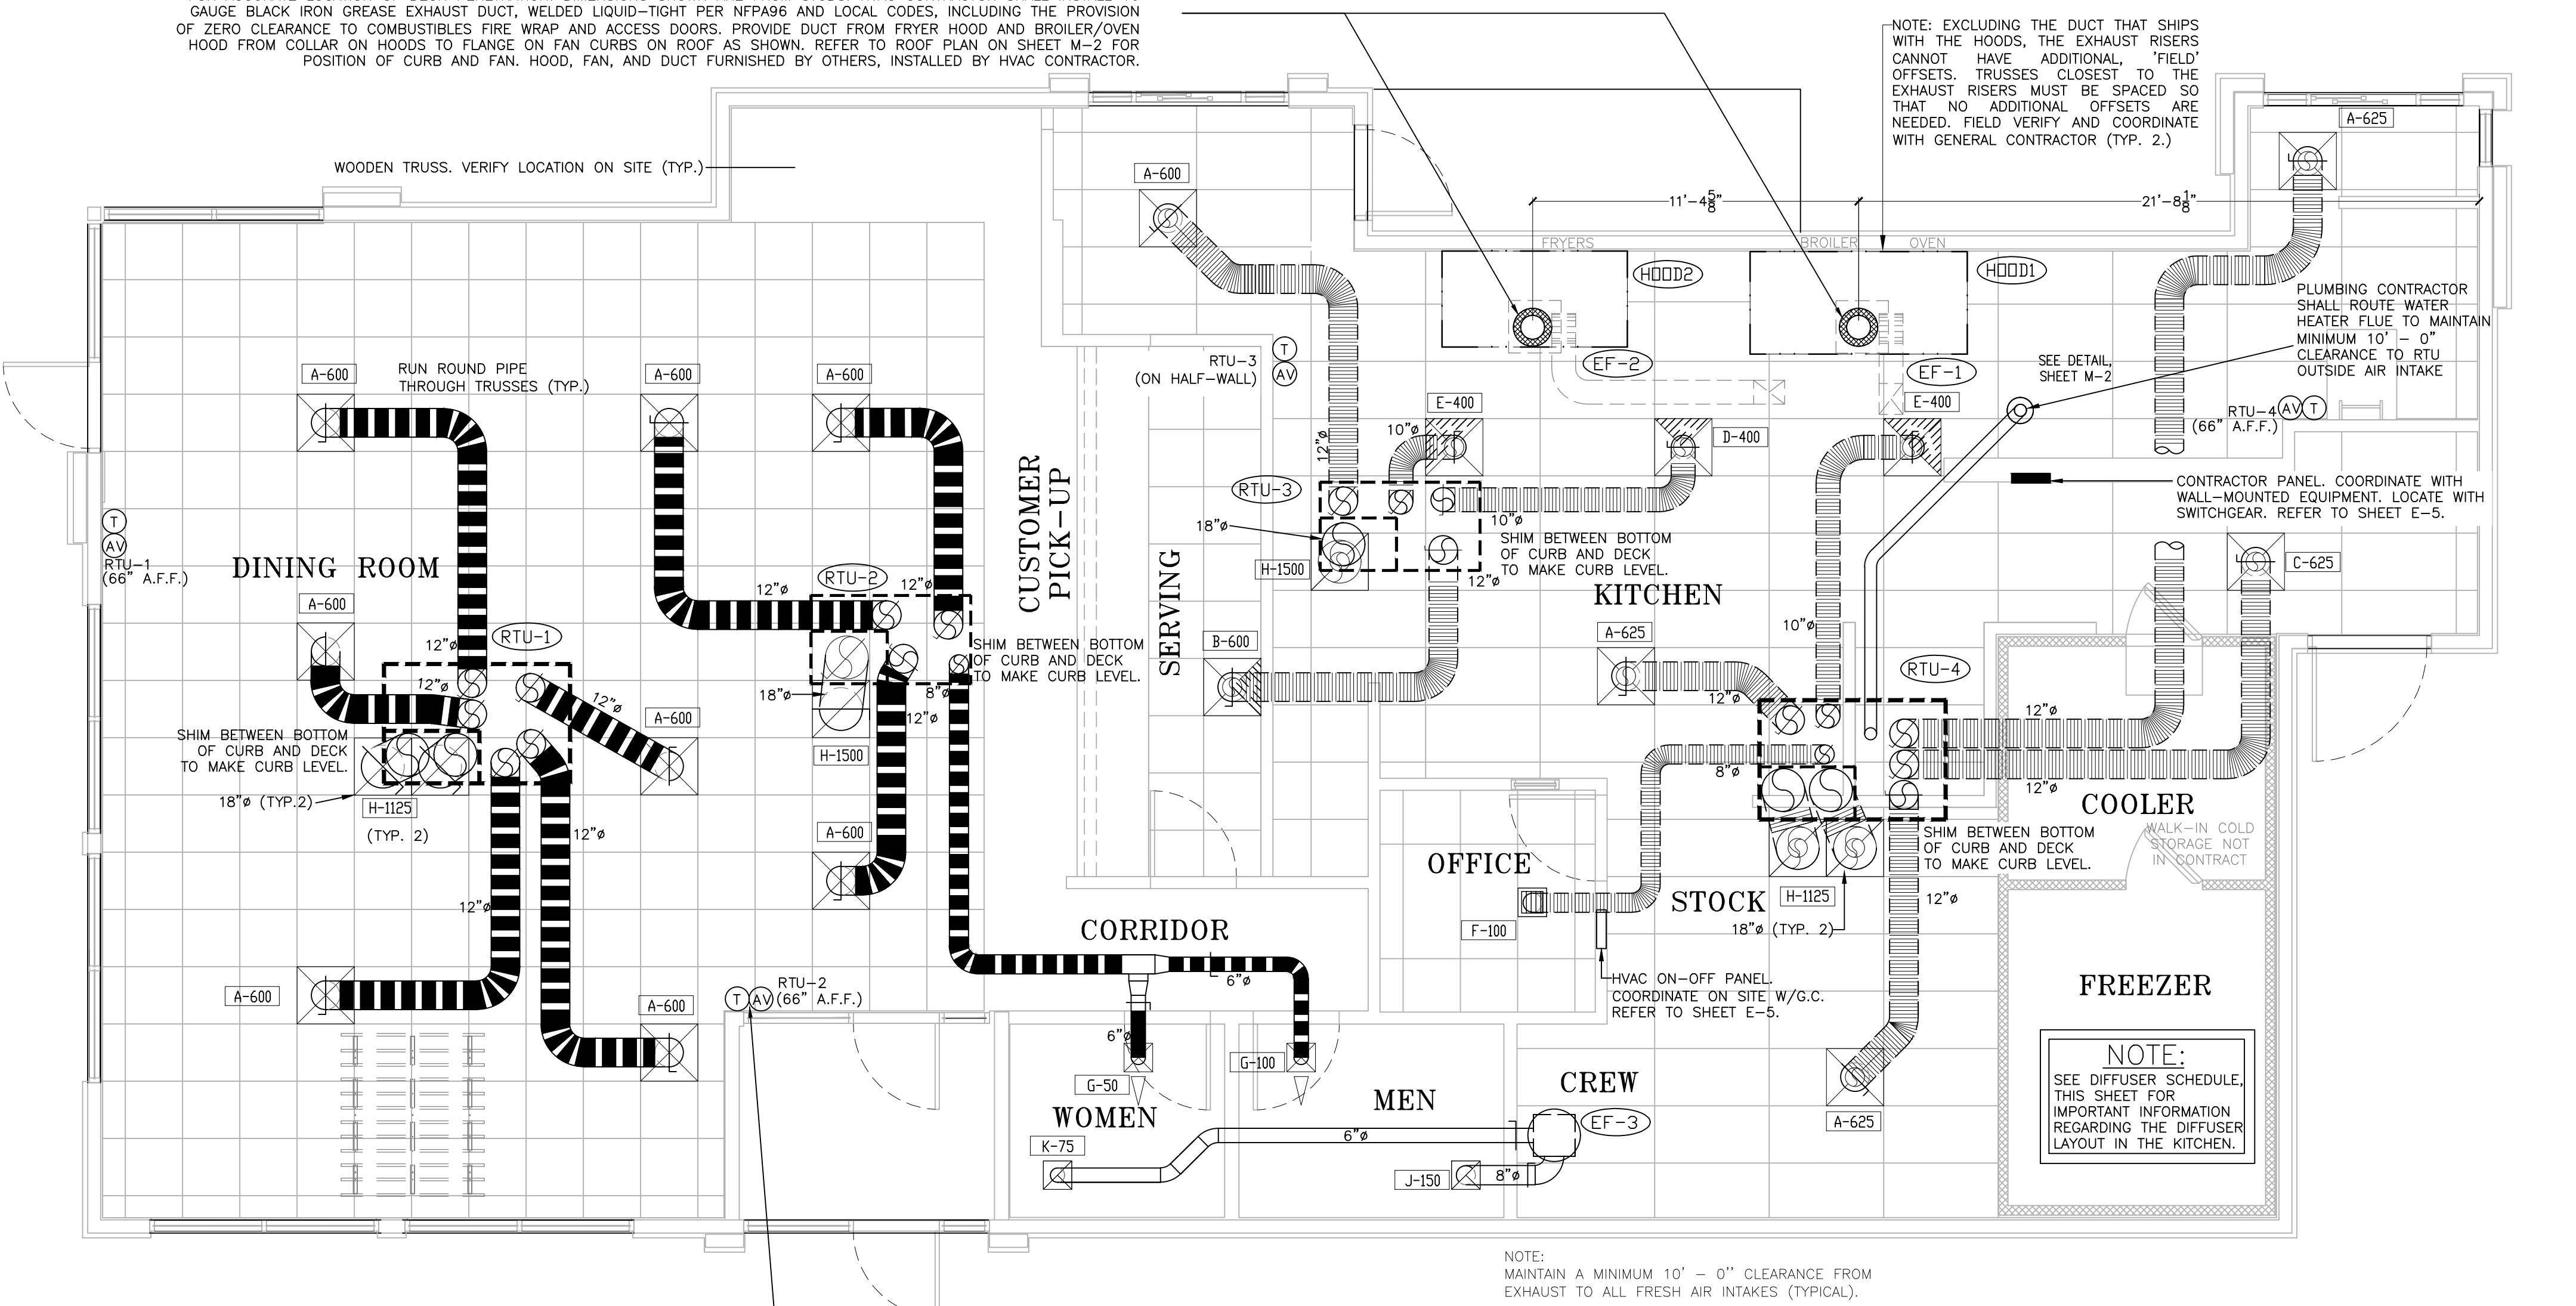 GAUGE BLACK IRON GREASE EXHAUST DUCT, WELDED LIQUID-TIGHT PER NFPA96 AND LOCAL CODES, INCLUDING THE PROVISION
OF ZERO CLEARANCE TO COMBUSTIBLES FIRE WRAP AND ACCESS DOORS. PROVIDE DUCT FROM FRYER HOOD AND BROILER/OVEN
HOOD FROM COLLAR ON HOODS TO FLANGE ON FAN CURBS ON ROOF AS SHOWN. REFER TO ROOF PLAN ON SHEET M-2 FOR
POSITION OF CURB AND FAN. HOOD, FAN, AND DUCT FURNISHED BY OTHERS, INSTALLED BY HVAC CONTRACTOR.
NOTE: EXCLUDING THE DUCT THAT SHIPS
WITH THE HOODS, THE EXHAUST RISERS
CANNOT HAVE ADDITIONAL, 'FIELD'
OFFSETS. TRUSSES CLOSEST TO THE
EXHAUST RISERS MUST BE SPACED SO
THAT NO ADDITIONAL OFFSETS ARE
NEEDED. FIELD VERIFY AND COORDINATE
WITH GENERAL CONTRACTOR (TYP. 2.)
A-625
WOODEN TRUSS. VERIFY LOCATION ON SITE (TYP.)
A-600
11'-4 5/8"
21'-8 1/8"
FRYERS
BROILER
OVEN
HOOD2
HOOD1
PLUMBING CONTRACTOR
SHALL ROUTE WATER
HEATER FLUE TO MAINTAIN
MINIMUM 10' - 0"
CLEARANCE TO RTU
OUTSIDE AIR INTAKE
SEE DETAIL,
SHEET M-2
RTU-3
(ON HALF-WALL)
T
AV
EF-2
EF-1
A-600
RUN ROUND PIPE
THROUGH TRUSSES (TYP.)
A-600
A-600
E-400
E-400
RTU-4
(66" A.F.F.)
AV
T
12"ø
10"ø
D-400
RTU-3
CONTRACTOR PANEL. COORDINATE WITH
WALL-MOUNTED EQUIPMENT. LOCATE WITH
SWITCHGEAR. REFER TO SHEET E-5.
CUSTOMER
PICK-UP
18"ø
10"ø
SHIM BETWEEN BOTTOM
OF CURB AND DECK
TO MAKE CURB LEVEL.
T
AV
RTU-1
(66" A.F.F.)
DINING ROOM
H-1500
12"ø
C-625
RTU-2
12"ø
12"ø
KITCHEN
SERVING
A-600
12"ø
RTU-1
SHIM BETWEEN BOTTOM
OF CURB AND DECK
TO MAKE CURB LEVEL.
B-600
A-625
10"ø
RTU-4
12"ø
12"ø
18"ø
8"ø
12"ø
12"ø
12"ø
A-600
SHIM BETWEEN BOTTOM
OF CURB AND DECK
TO MAKE CURB LEVEL.
H-1500
8"ø
12"ø
18"ø (TYP.2)
H-1125
(TYP. 2)
12"ø
A-600
COOLER
WALK-IN COLD
STORAGE NOT
IN CONTRACT
SHIM BETWEEN BOTTOM
OF CURB AND DECK
TO MAKE CURB LEVEL.
OFFICE
STOCK
H-1125
12"ø
12"ø
CORRIDOR
F-100
18"ø (TYP. 2)
A-600
A-600
T
AV
RTU-2
(66" A.F.F.)
6"ø
HVAC ON-OFF PANEL.
COORDINATE ON SITE W/G.C.
REFER TO SHEET E-5.
FREEZER
6"ø
G-50
G-100
CREW
WOMEN
MEN
EF-3
A-625
NOTE:
SEE DIFFUSER SCHEDULE,
THIS SHEET FOR
IMPORTANT INFORMATION
REGARDING THE DIFFUSER
LAYOUT IN THE KITCHEN.
K-75
6"ø
J-150
8"ø
NOTE:
MAINTAIN A MINIMUM 10' - 0'' CLEARANCE FROM
EXHAUST TO ALL FRESH AIR INTAKES (TYPICAL).